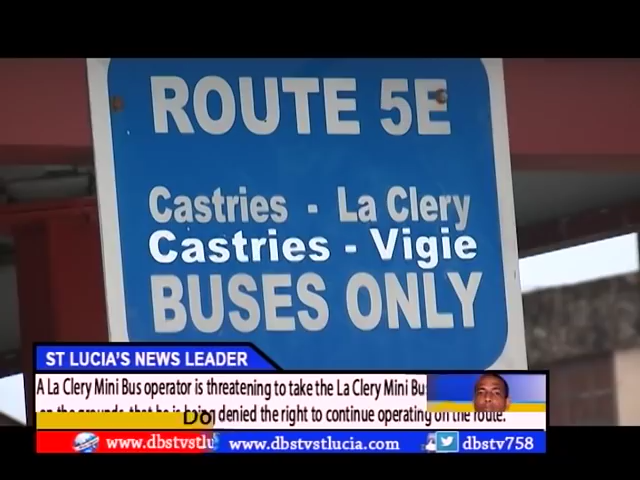 ROUTE 5E
Castries - La Clery
Castries - Vigie
BUSES ONLY
ST LUCIA'S NEWS LEADER
A La Clery Mini Bus operator is threatening to take the La Clery Mini Bu
on the grounds that he is being denied the right to continue operating on the route.
Do
www.dbstvstlu www.dbstvstlucia.com dbstv758